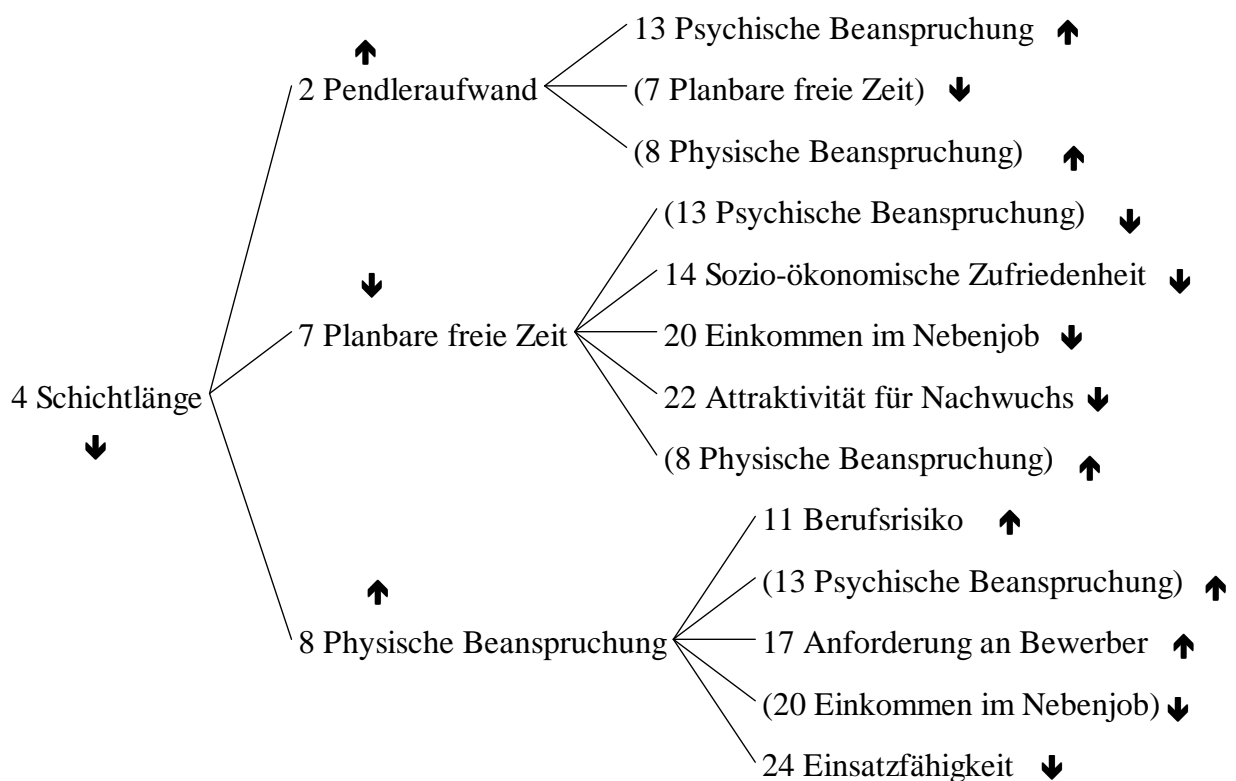 13 Psychische Beanspruchung
2 Pendleraufwand
(7 Planbare freie Zeit)
(8 Physische Beanspruchung)
(13 Psychische Beanspruchung)
14 Sozio-ökonomische Zufriedenheit
7 Planbare freie Zeit
20 Einkommen im Nebenjob
4 Schichtlänge
22 Attraktivität für Nachwuchs
(8 Physische Beanspruchung)
11 Berufsrisiko
(13 Psychische Beanspruchung)
8 Physische Beanspruchung
17 Anforderung an Bewerber
(20 Einkommen im Nebenjob)
24 Einsatzfähigkeit